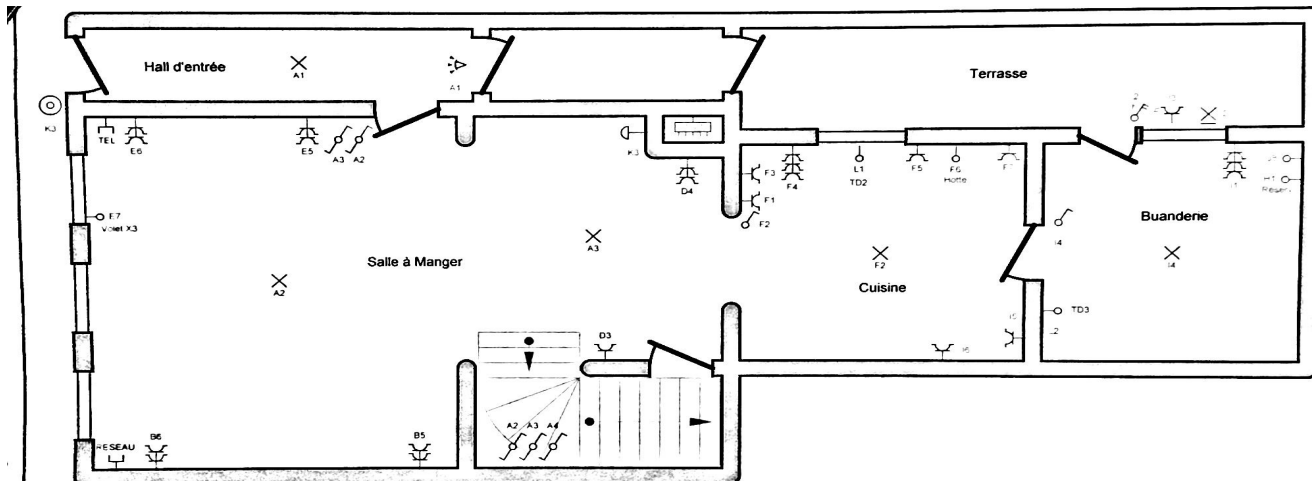 Hall d'entrée
A1
A1
Terrasse
K3
TEL
E6
E5
A3
A2
K3
D4
F3
F1
F2
F4
L1
TD2
F5
F6
Hotte
Buanderie
I4
I4
E7
Volet X3
A2
Salle à Manger
A3
F2
Cuisine
TD3
I5
I6
D3
A2 A3 A4
RESEAU
B6
B5